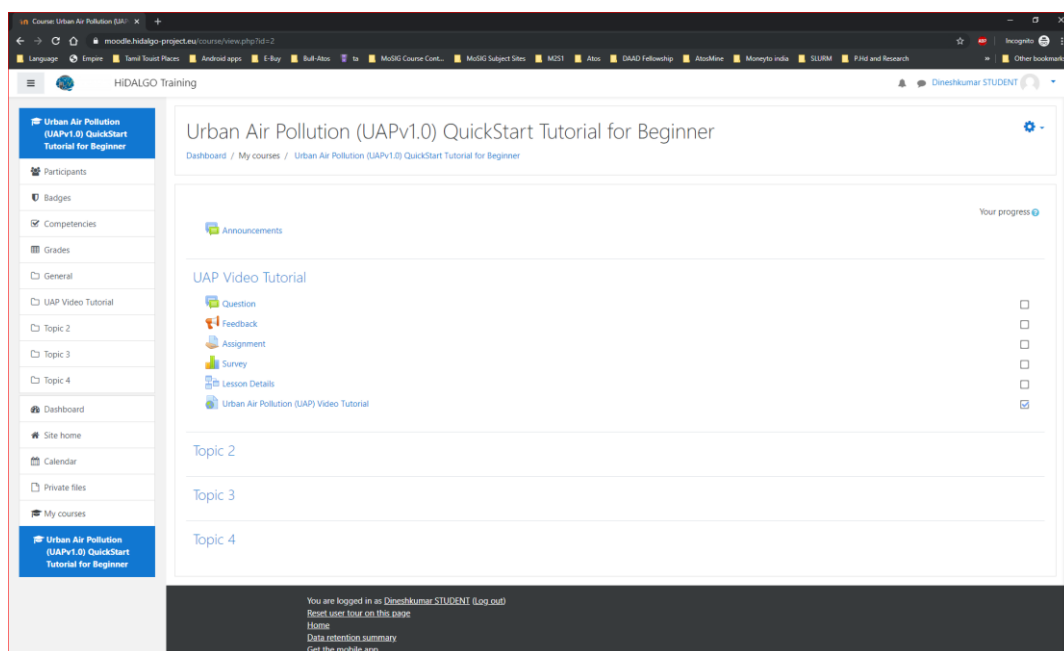 Course: Urban Air Pollution (UAP
moodle.hidalgo-project.eu/course/view.php?id=2
Incognito
Language Empire Tamil Touist Places Android apps E-Buy Bull-Atos ta MoSIG Course Cont... MoSIG Subject Sites M2S1 Atos DAAD Fellowship AtosMine Moneyto india SLURM P.Hd and Research » Other bookmarks
HiDALGO Training
Dineshkumar STUDENT
Urban Air Pollution
(UAPv1.0) QuickStart
Tutorial for Beginner
Participants
Badges
Competencies
Grades
General
UAP Video Tutorial
Topic 2
Topic 3
Topic 4
Dashboard
Site home
Calendar
Private files
My courses
Urban Air Pollution
(UAPv1.0) QuickStart
Tutorial for Beginner
Urban Air Pollution (UAPv1.0) QuickStart Tutorial for Beginner
Dashboard / My courses / Urban Air Pollution (UAPv1.0) QuickStart Tutorial for Beginner
Your progress
Announcements
UAP Video Tutorial
Question
Feedback
Assignment
Survey
Lesson Details
Urban Air Pollution (UAP) Video Tutorial
Topic 2
Topic 3
Topic 4
You are logged in as Dineshkumar STUDENT (Log out)
Reset user tour on this page
Home
Data retention summary
Get the mobile app